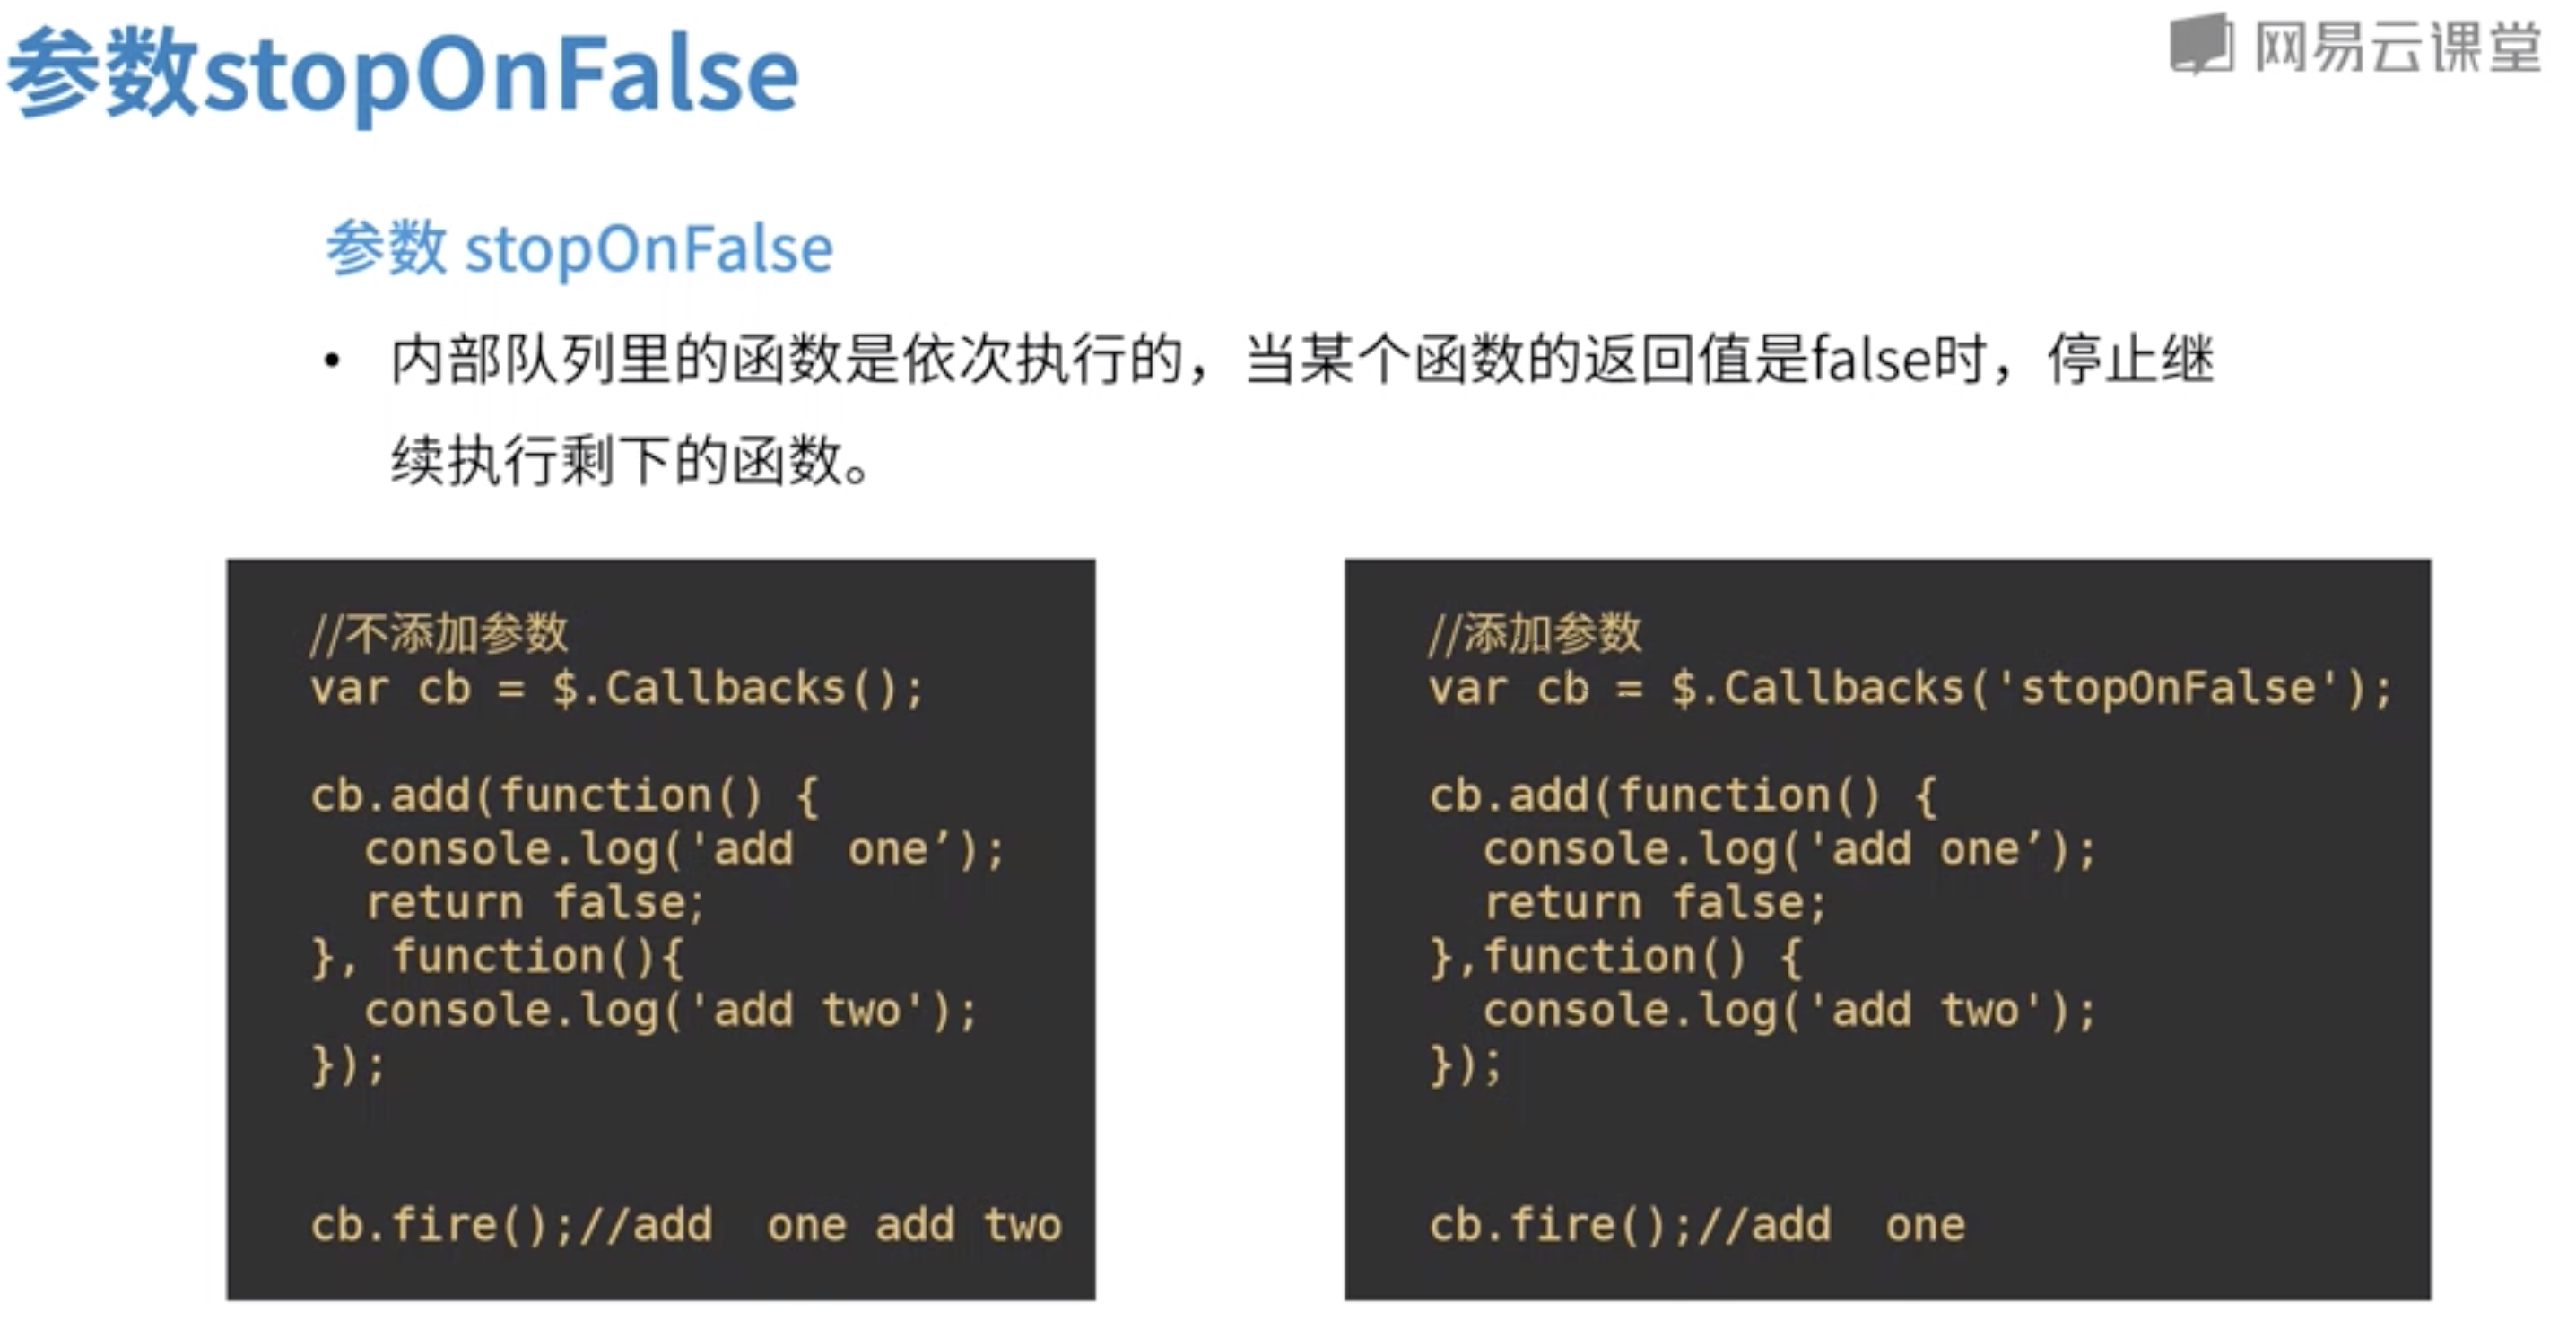 参数stopOnFalse
网易云课堂
参数 stopOnFalse
• 内部队列里的函数是依次执行的，当某个函数的返回值是false时，停止继
续执行剩下的函数。
//不添加参数
var cb = $.Callbacks();
cb.add(function() {
  console.log('add  one’);
  return false;
}, function(){
  console.log('add two');
});
cb.fire();//add  one add two
//添加参数
var cb = $.Callbacks('stopOnFalse');
cb.add(function() {
  console.log('add one’);
  return false;
},function() {
  console.log('add two');
});
cb.fire();//add  one